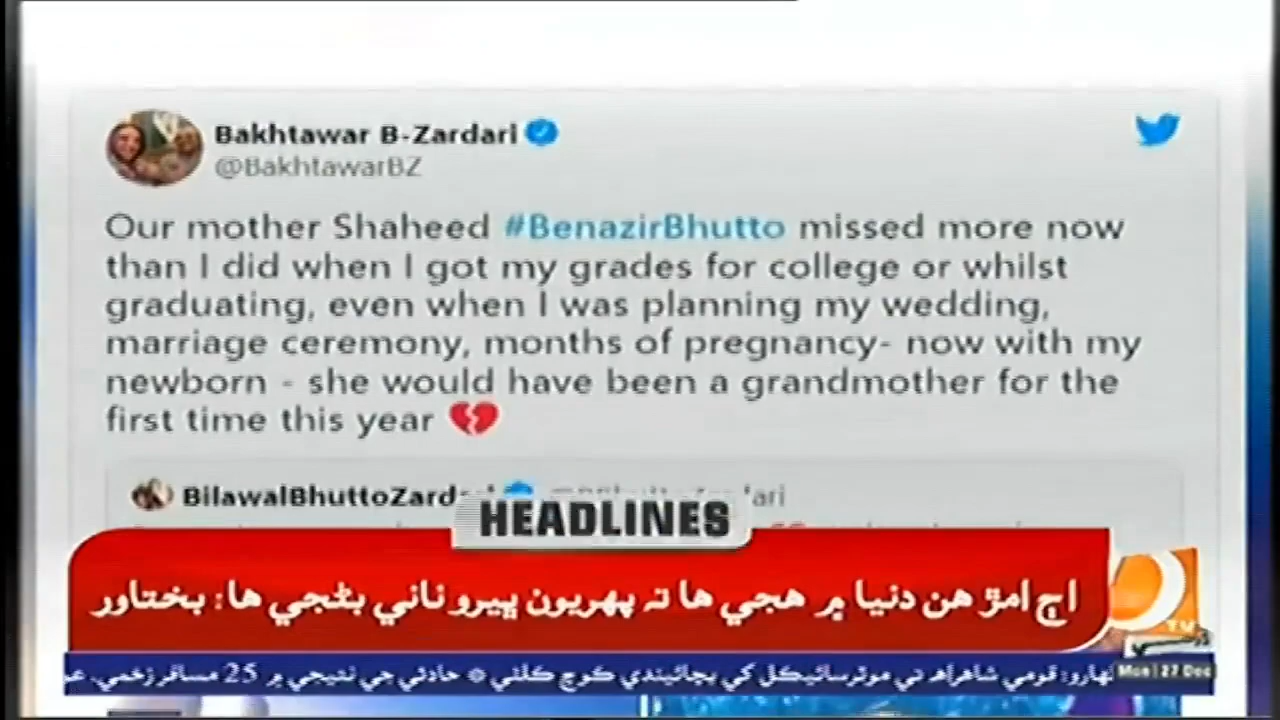 Bakhtawar B-Zardari
@BakhtawarBZ
Our mother Shaheed #BenazirBhutto missed more now
than I did when I got my grades for college or whilst
graduating, even when I was planning my wedding,
marriage ceremony, months of pregnancy- now with my
newborn - she would have been a grandmother for the
first time this year 💔
BilawalBhuttoZardari
HEADLINES
اڄ امڙ هن دنيا ۾ هجي ها ته پهريون ڀيرو ناني بڻجي ها: بختاور
TV
ٺهارو: قومي شاهراهه تي موٽرسائيڪل کي بچائيندي ڪوچ ڪلٽي * حادثي جي نتيجي ۾ 25 مسافر زخمي،
Mon | 27 Dec